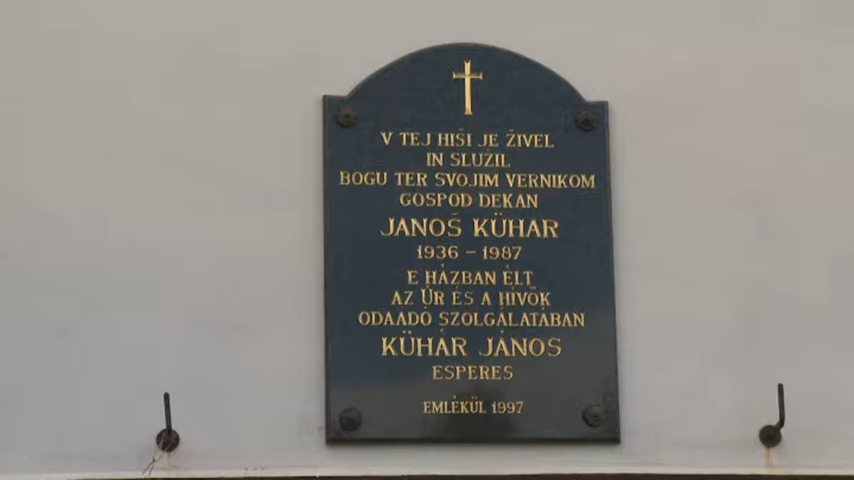 V TEJ HIŠI JE ŽIVEL
IN SLUŽIL
BOGU TER SVOJIM VERNIKOM
GOSPOD DEKAN
JANOŠ KÜHAR
1936 – 1987
E HÁZBAN ÉLT
AZ ÚR ÉS A HÍVŐK
ODAADÓ SZOLGÁLATÁBAN
KÜHÁR JÁNOS
ESPERES
EMLÉKÜL 1997